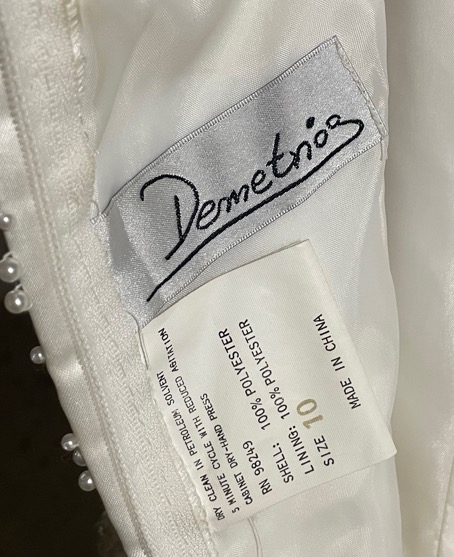 Demetrios
DRY CLEAN IN PETROLEUM SOLVENT
5 MINUTE CYCLE WITH REDUCED AGITATION
CABINET DRY-HAND PRESS
RN 98249
SHELL: 100% POLYESTER
LINING: 100% POLYESTER
SIZE 10
MADE IN CHINA